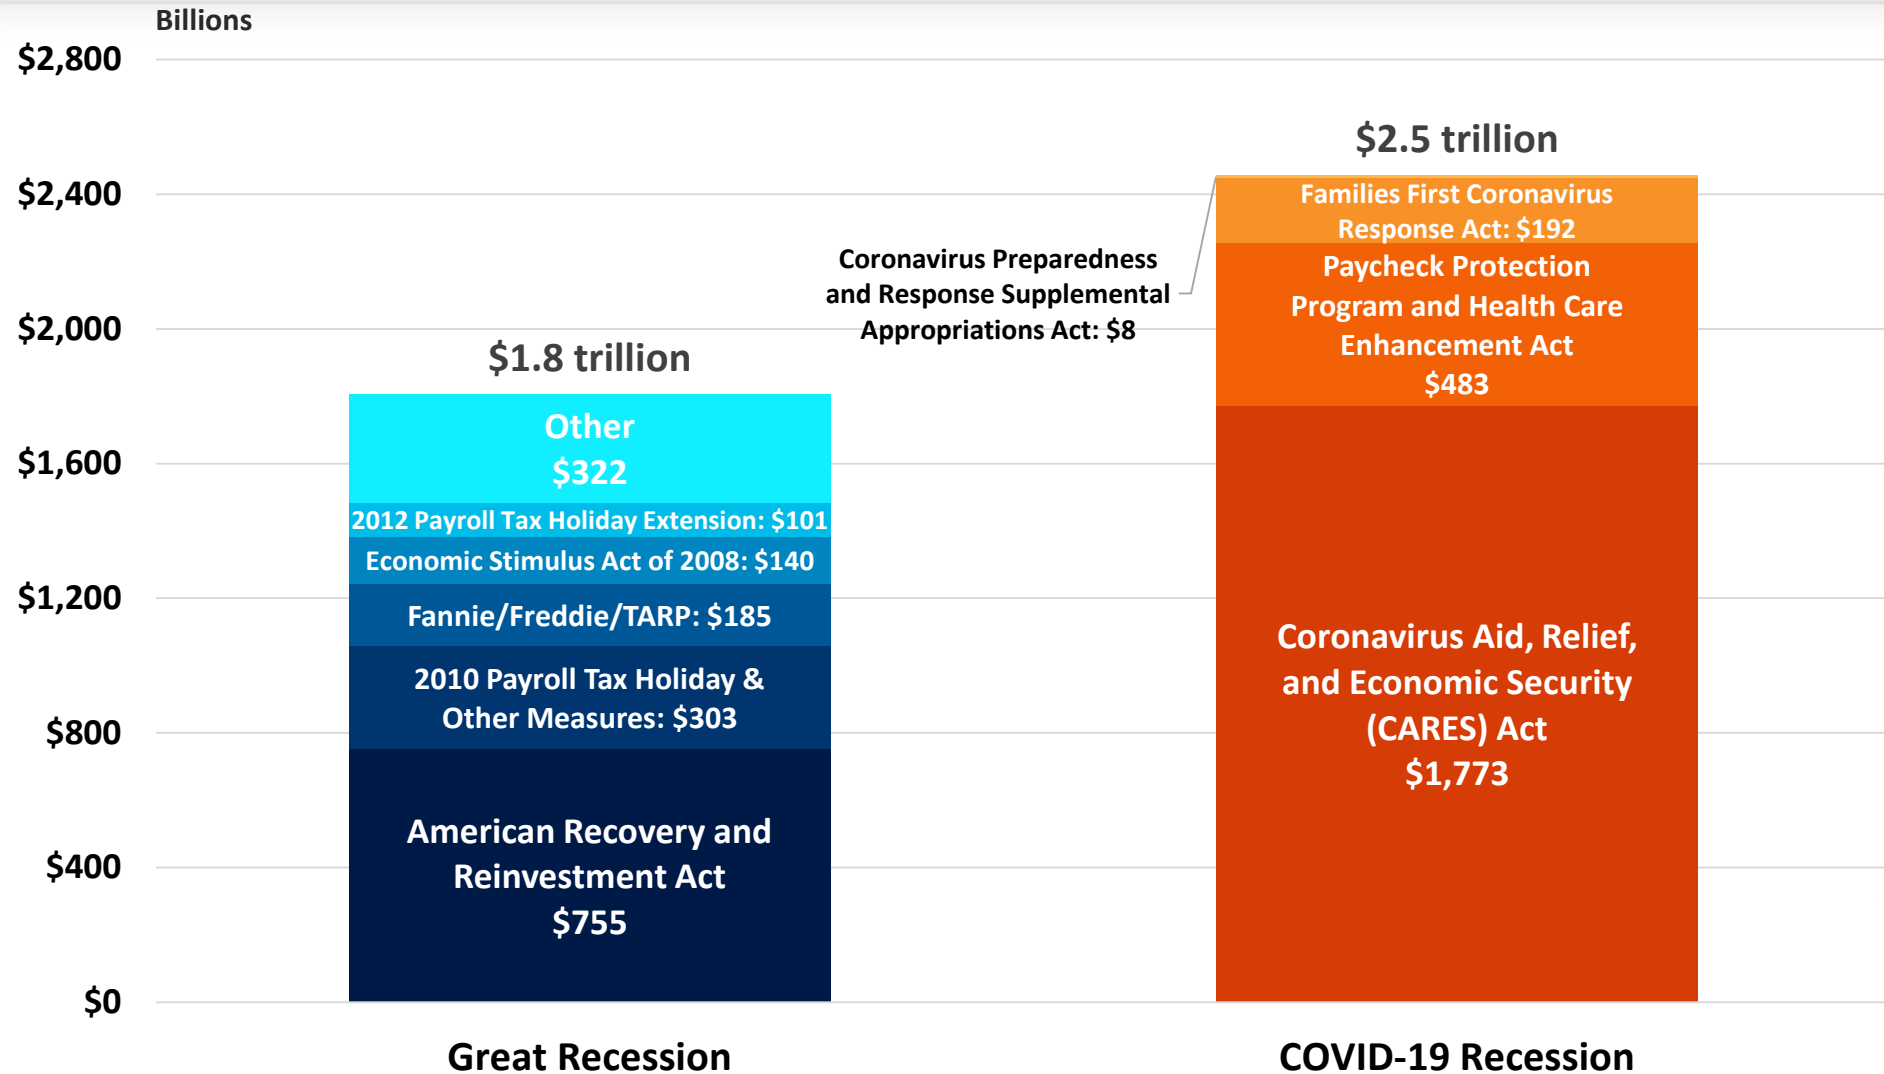 Billions
$2,800
$2,400
$2,000
$1,600
$1,200
$800
$400
$0
$1.8 trillion
Other
$322
2012 Payroll Tax Holiday Extension: $101
Economic Stimulus Act of 2008: $140
Fannie/Freddie/TARP: $185
2010 Payroll Tax Holiday &
Other Measures: $303
American Recovery and
Reinvestment Act
$755
Great Recession
$2.5 trillion
Coronavirus Preparedness
and Response Supplemental
Appropriations Act: $8
Families First Coronavirus
Response Act: $192
Paycheck Protection
Program and Health Care
Enhancement Act
$483
Coronavirus Aid, Relief,
and Economic Security
(CARES) Act
$1,773
COVID-19 Recession